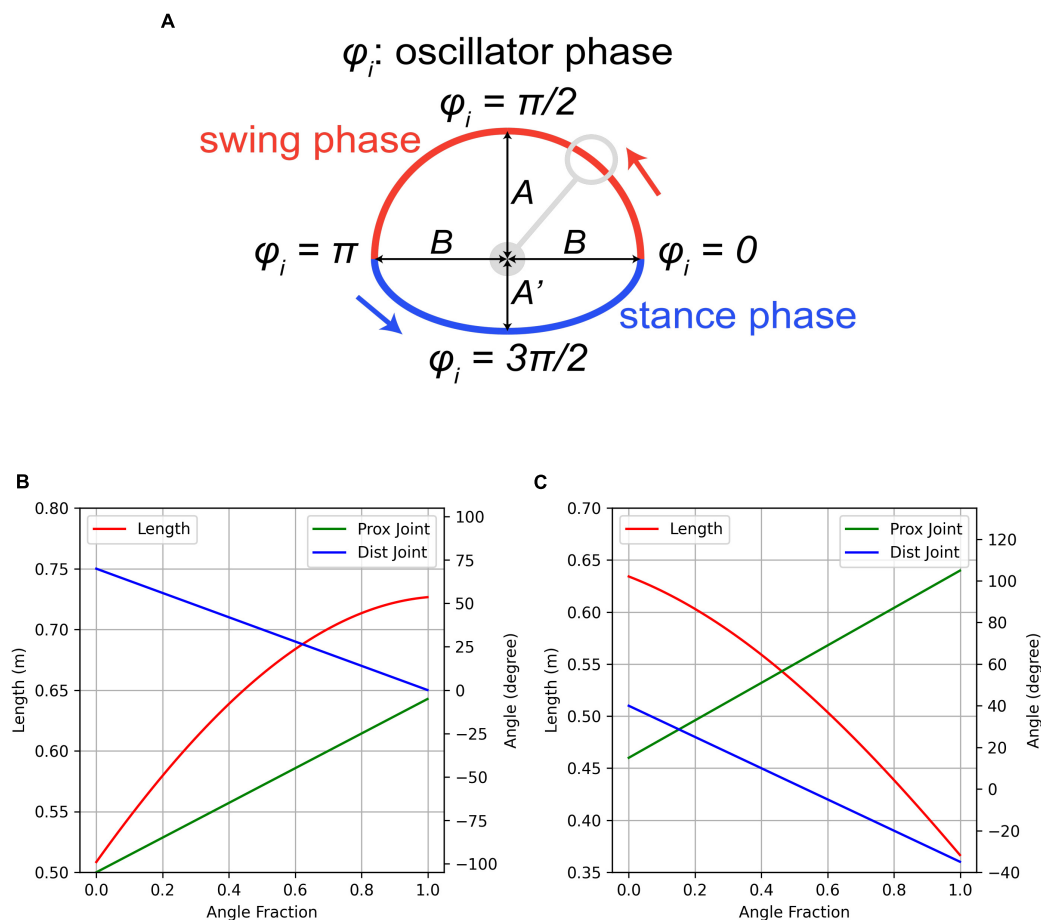 A
φi: oscillator phase
φi = π/2
swing phase
A
φi = π
B
B
φi = 0
A’
stance phase
φi = 3π/2
B
Length
Prox Joint
Dist Joint
0.80
0.75
0.70
0.65
0.60
0.55
0.50
Length (m)
100
75
50
25
0
−25
−50
−75
−100
Angle (degree)
0.0 0.2 0.4 0.6 0.8 1.0
Angle Fraction
C
Length
Prox Joint
Dist Joint
0.70
0.65
0.60
0.55
0.50
0.45
0.40
0.35
Length (m)
120
100
80
60
40
20
0
−20
−40
Angle (degree)
0.0 0.2 0.4 0.6 0.8 1.0
Angle Fraction